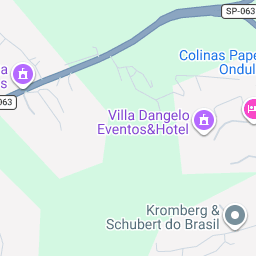 SP-063
Colinas Pape
Ondul
a
s
063
Villa Dangelo
Eventos&Hotel
Kromberg &
Schubert do Brasil